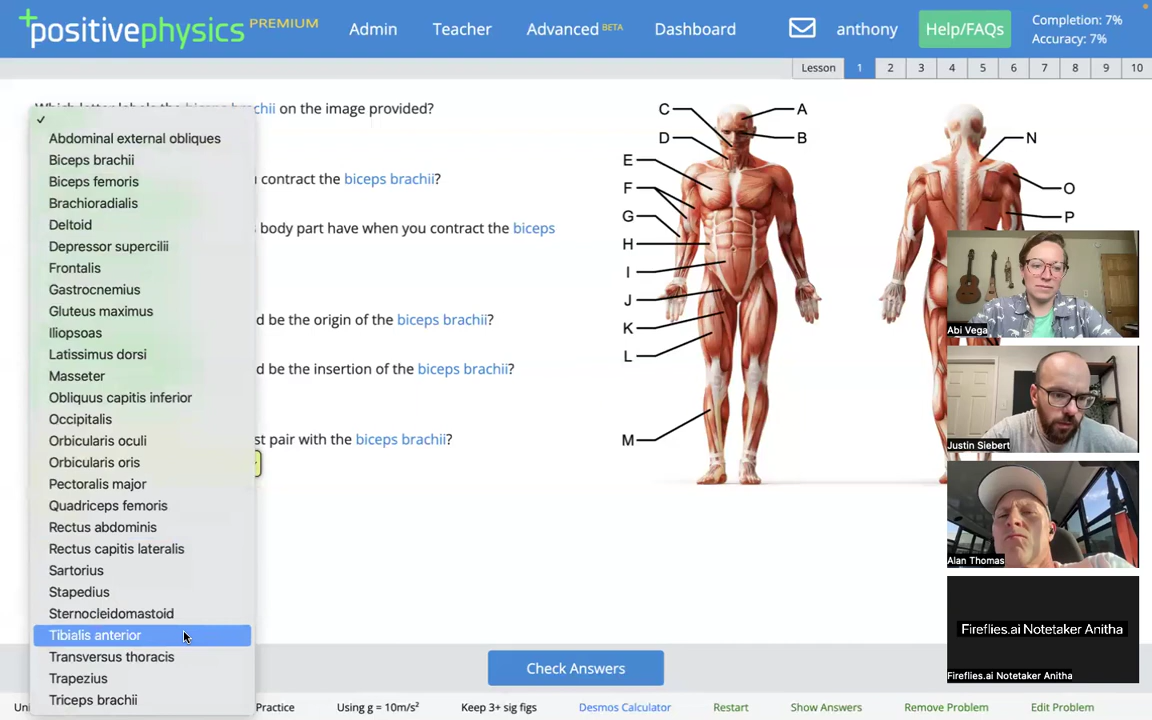 positivephysics PREMIUM
Admin
Teacher
Advanced BETA
Dashboard
anthony
Help/FAQs
Completion: 7%
Accuracy: 7%
Lesson 1 2 3 4 5 6 7 8 9 10
Which letter labels the biceps brachii on the image provided?
contract the biceps brachii?
body part have when you contract the biceps
d be the origin of the biceps brachii?
d be the insertion of the biceps brachii?
st pair with the biceps brachii?
✓
Abdominal external obliques
Biceps brachii
Biceps femoris
Brachioradialis
Deltoid
Depressor supercilii
Frontalis
Gastrocnemius
Gluteus maximus
Iliopsoas
Latissimus dorsi
Masseter
Obliquus capitis inferior
Occipitalis
Orbicularis oculi
Orbicularis oris
Pectoralis major
Quadriceps femoris
Rectus abdominis
Rectus capitis lateralis
Sartorius
Stapedius
Sternocleidomastoid
Tibialis anterior
Transversus thoracis
Trapezius
Triceps brachii
C
A
D
B
E
F
G
H
I
J
K
L
M
N
O
P
Abi Vega
Justin Siebert
Alan Thomas
Fireflies.ai Notetaker Anitha
Fireflies.ai Notetaker Anitha
Check Answers
Uni
Practice
Using g = 10m/s²
Keep 3+ sig figs
Desmos Calculator
Restart
Show Answers
Remove Problem
Edit Problem